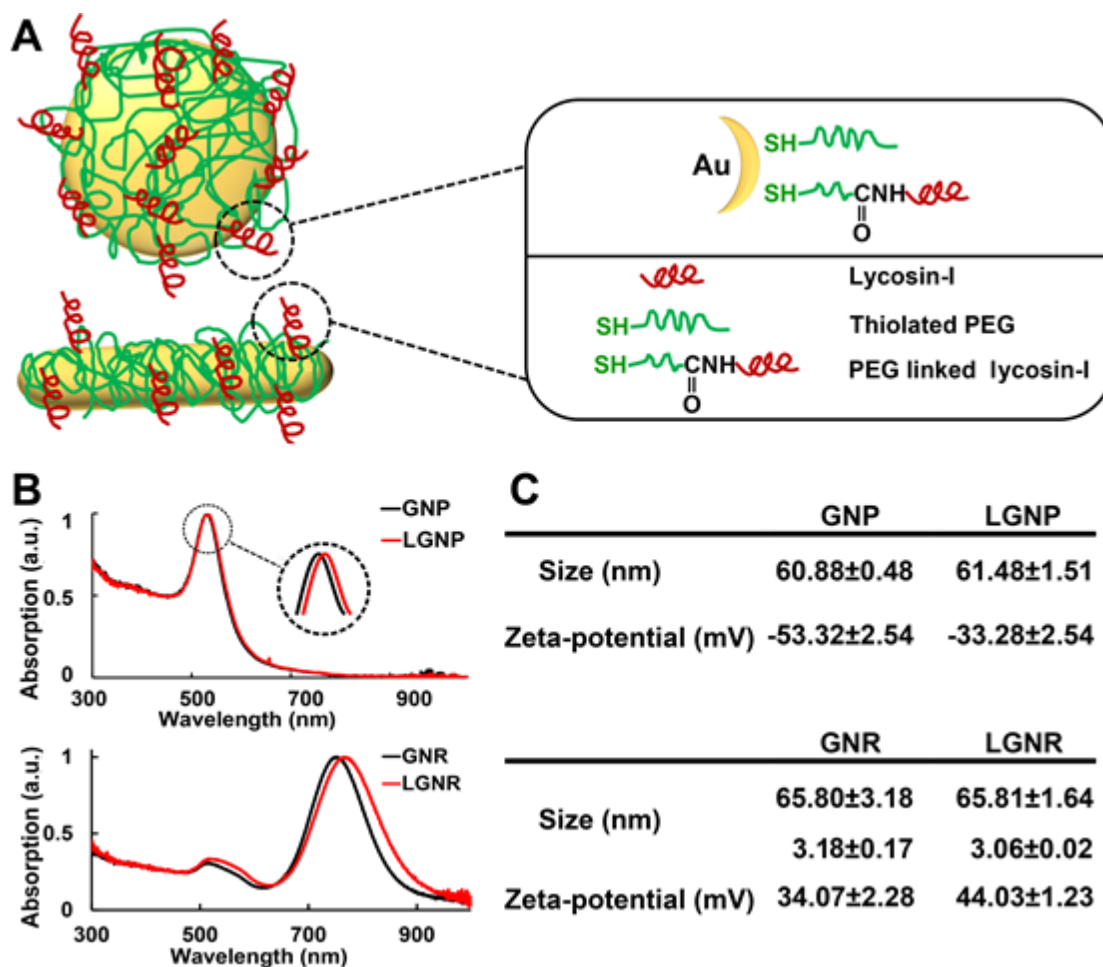 A
Au
SH
SH CNH
O
Lycosin-I
SH Thiolated PEG
SH CNH PEG linked lycosin-I
O
B
GNP
LGNP
Absorption (a.u.)
1
0.5
0
300 500 700 900
Wavelength (nm)
GNR
LGNR
Absorption (a.u.)
1
0.5
0
300 500 700 900
Wavelength (nm)
C
GNP LGNP
Size (nm) 60.88±0.48 61.48±1.51
Zeta-potential (mV) -53.32±2.54 -33.28±2.54
GNR LGNR
Size (nm) 65.80±3.18 65.81±1.64
3.18±0.17 3.06±0.02
Zeta-potential (mV) 34.07±2.28 44.03±1.23